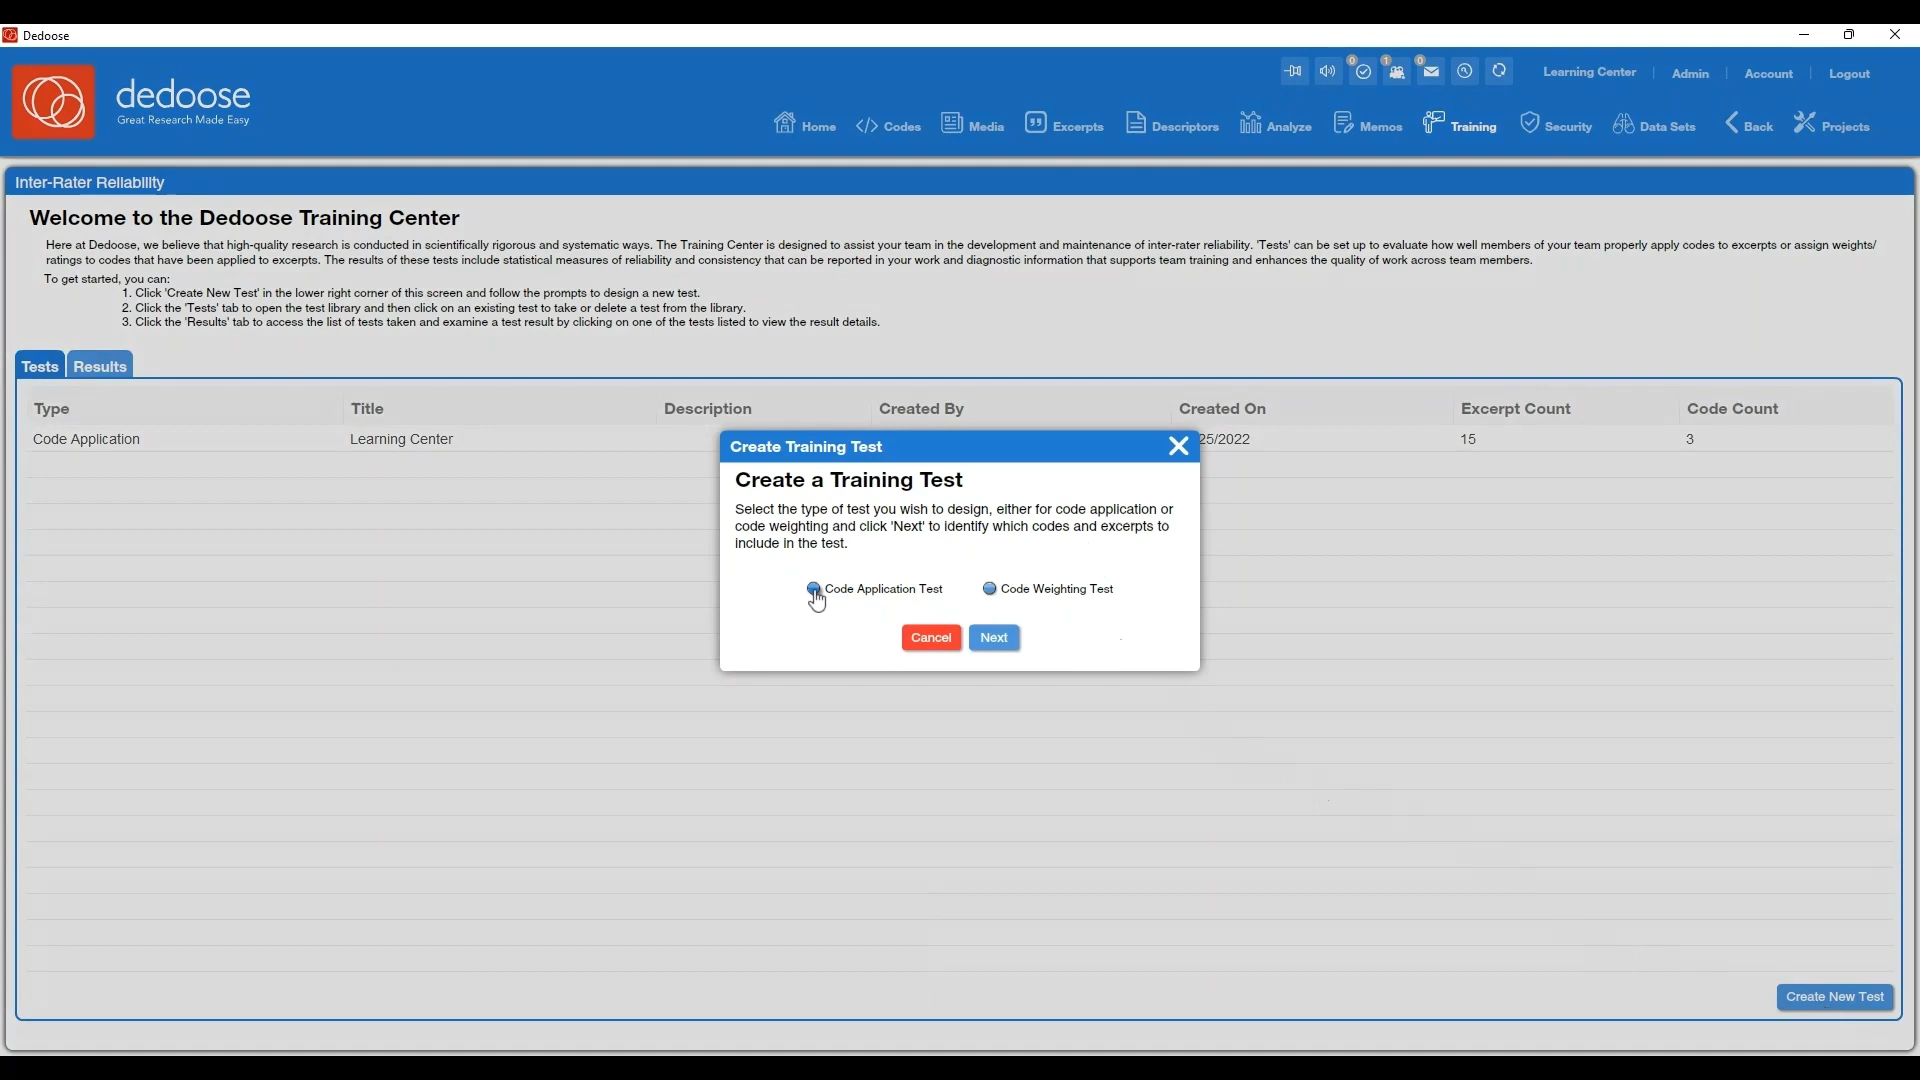 Dedoose
0 1 0
Learning Center Admin Account Logout
dedoose
Great Research Made Easy
Home Codes Media Excerpts Descriptors Analyze Memos Training Security Data Sets Back Projects
Inter-Rater Reliability
Welcome to the Dedoose Training Center
Here at Dedoose, we believe that high-quality research is conducted in scientifically rigorous and systematic ways. The Training Center is designed to assist your team in the development and maintenance of inter-rater reliability. 'Tests' can be set up to evaluate how well members of your team properly apply codes to excerpts or assign weights/
ratings to codes that have been applied to excerpts. The results of these tests include statistical measures of reliability and consistency that can be reported in your work and diagnostic information that supports team training and enhances the quality of work across team members.
To get started, you can:
1. Click 'Create New Test' in the lower right corner of this screen and follow the prompts to design a new test.
2. Click the 'Tests' tab to open the test library and then click on an existing test to take or delete a test from the library.
3. Click the 'Results' tab to access the list of tests taken and examine a test result by clicking on one of the tests listed to view the result details.
Tests Results
Type Title Description Created By Created On Excerpt Count Code Count
Code Application Learning Center 25/2022 15 3
Create Training Test
Create a Training Test
Select the type of test you wish to design, either for code application or
code weighting and click 'Next' to identify which codes and excerpts to
include in the test.
Code Application Test Code Weighting Test
Cancel Next
Create New Test